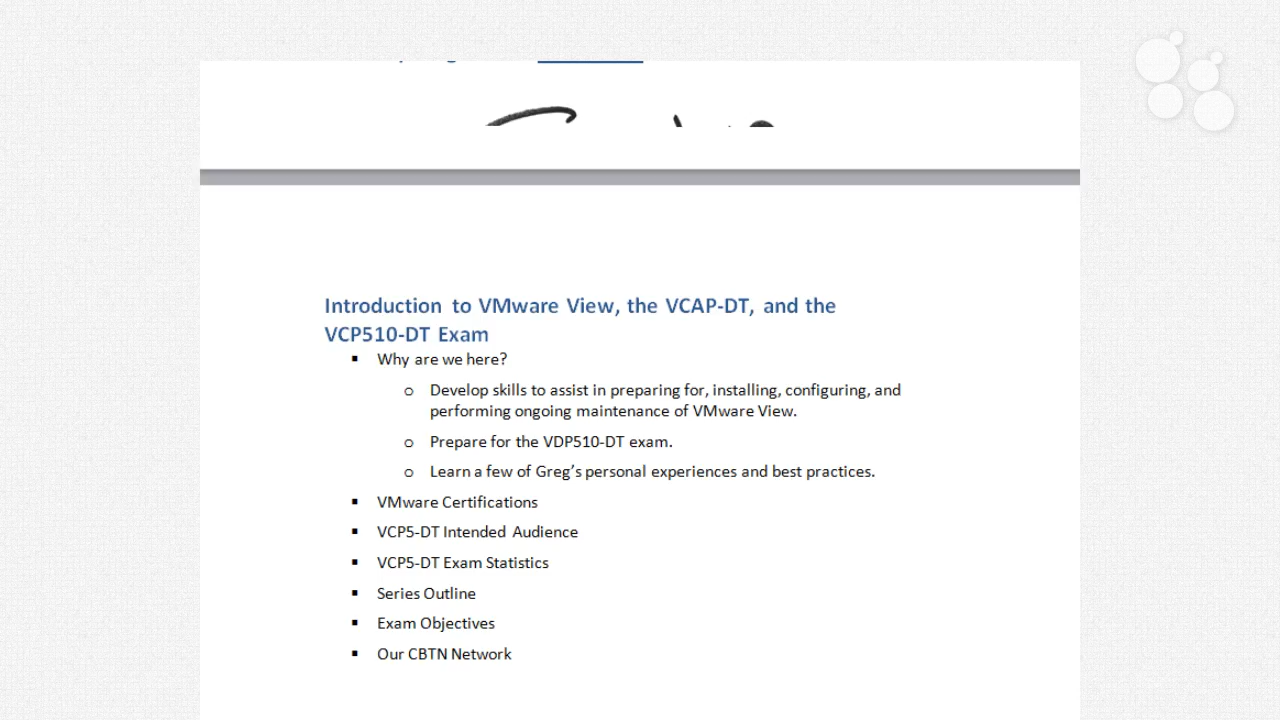 Introduction to VMware View, the VCAP-DT, and the
VCP510-DT Exam
▪ Why are we here?
o Develop skills to assist in preparing for, installing, configuring, and
performing ongoing maintenance of VMware View.
o Prepare for the VDP510-DT exam.
o Learn a few of Greg’s personal experiences and best practices.
▪ VMware Certifications
▪ VCP5-DT Intended Audience
▪ VCP5-DT Exam Statistics
▪ Series Outline
▪ Exam Objectives
▪ Our CBTN Network